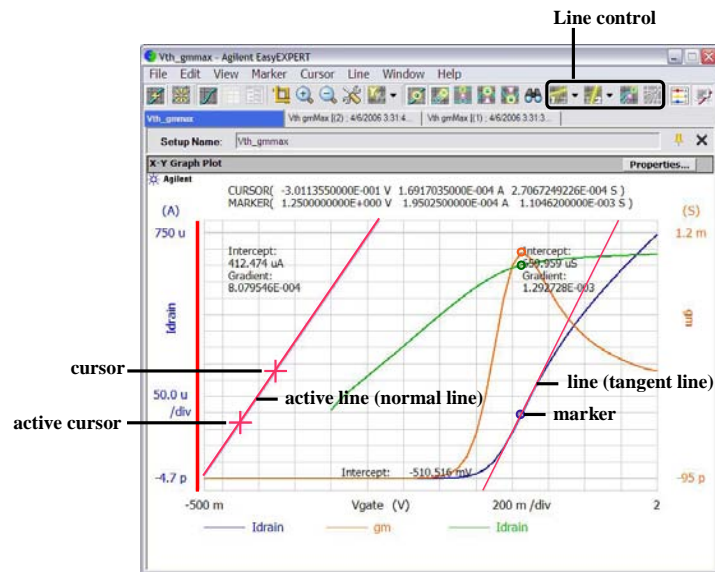 Line control
Vth_gmmax - Agilent EasyEXPERT
File Edit View Marker Cursor Line Window Help
Vth_gmmax
Vth gmMax [(2) ; 4/6/2006 3:31:4...
Vth gmMax [(1) ; 4/6/2006 3:31:3...
Setup Name: Vth_gmmax
X-Y Graph Plot
Properties...
Agilent
CURSOR( -3.0113550000E-001 V 1.6917035000E-004 A 2.7067249226E-004 S )
MARKER( 1.2500000000E+000 V 1.9502500000E-004 A 1.1046200000E-003 S )
(A)
(S)
750 u
1.2 m
Intercept:
412.474 uA
Gradient:
8.079546E-004
Intercept:
uS
Gradient:
1.292728E-003
Idrain
gm
cursor
active line (normal line)
line (tangent line)
50.0 u
/div
active cursor
marker
-4.7 p
Intercept: -510.516 mV
-95 p
-500 m
Vgate (V)
200 m /div
2
Idrain
gm
Idrain